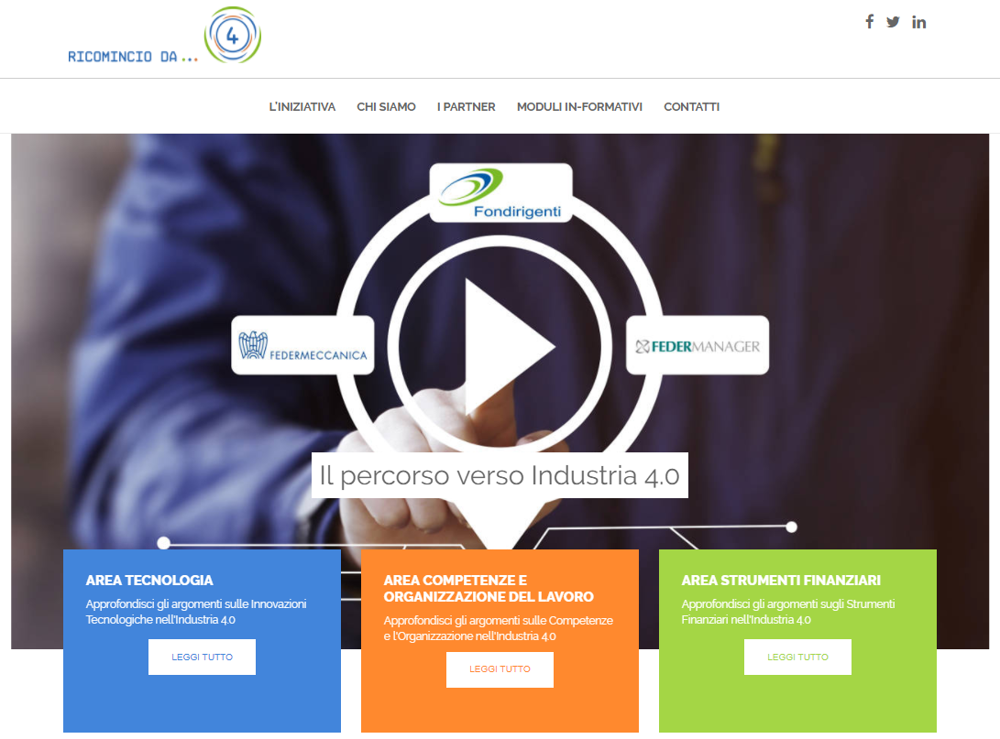 RICOMINCIO DA ...
4
L'INIZIATIVA CHI SIAMO I PARTNER MODULI IN-FORMATIVI CONTATTI
Fondirigenti
FEDERMECCANICA
FEDERMANAGER
Il percorso verso Industria 4.0
AREA TECNOLOGIA
Approfondisci gli argomenti sulle Innovazioni
Tecnologiche nell'Industria 4.0
LEGGI TUTTO
AREA COMPETENZE E
ORGANIZZAZIONE DEL LAVORO
Approfondisci gli argomenti sulle Competenze
e l'Organizzazione nell'Industria 4.0
LEGGI TUTTO
AREA STRUMENTI FINANZIARI
Approfondisci gli argomenti sugli Strumenti
Finanziari nell'Industria 4.0
LEGGI TUTTO